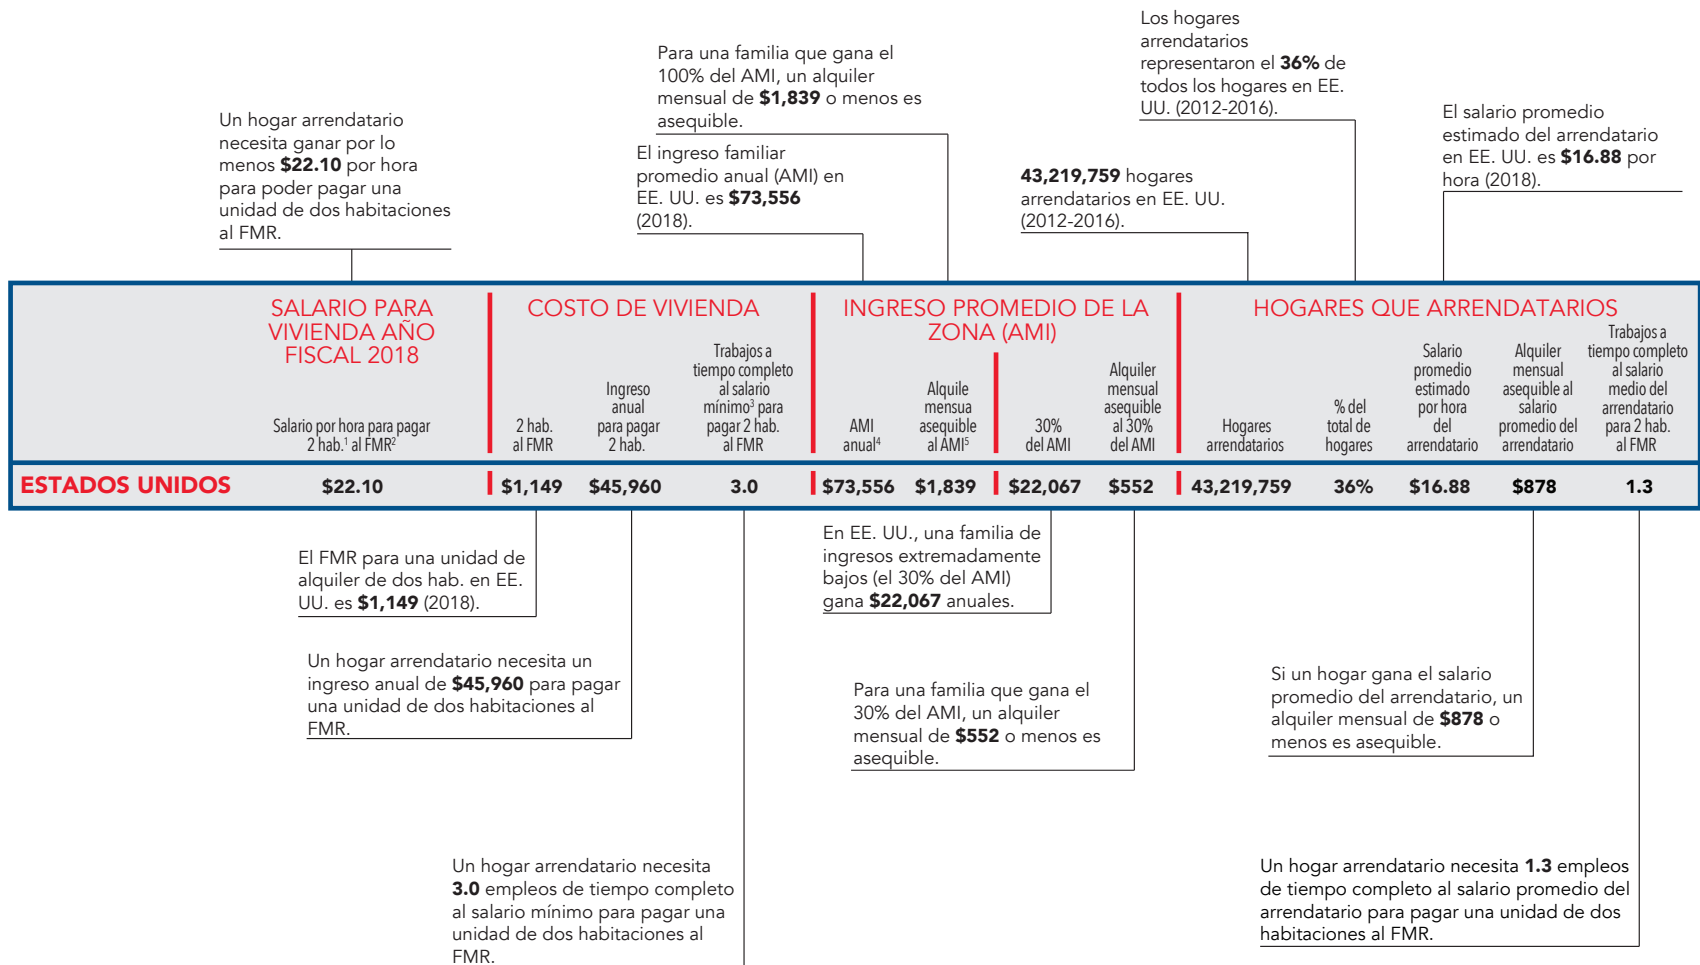 Un hogar arrendatario
necesita ganar por lo
menos $22.10 por hora
para poder pagar una
unidad de dos habitaciones
al FMR.
Para una familia que gana el
100% del AMI, un alquiler
mensual de $1,839 o menos es
asequible.
El ingreso familiar
promedio anual (AMI) en
EE. UU. es $73,556
(2018).
Los hogares
arrendatarios
representaron el 36% de
todos los hogares en EE.
UU. (2012-2016).
43,219,759 hogares
arrendatarios en EE. UU.
(2012-2016).
El salario promedio
estimado del arrendatario
en EE. UU. es $16.88 por
hora (2018).
SALARIO PARA
VIVIENDA AÑO
FISCAL 2018
Salario por hora para pagar
2 hab.¹ al FMR²
COSTO DE VIVIENDA
2 hab.
al FMR
Ingreso
anual
para pagar
2 hab.
Trabajos a
tiempo completo
al salario
mínimo³ para
pagar 2 hab.
al FMR
INGRESO PROMEDIO DE LA
ZONA (AMI)
AMI
anual⁴
Alquile
mensua
asequible
al AMI⁵
30%
del AMI
Alquiler
mensual
asequible
al 30%
del AMI
HOGARES QUE ARRENDATARIOS
Hogares
arrendatarios
% del
total de
hogares
Salario
promedio
estimado
por hora
del
arrendatario
Alquiler
mensual
asequible al
salario
promedio del
arrendatario
Trabajos a
tiempo completo
al salario
medio del
arrendatario
para 2 hab.
al FMR
ESTADOS UNIDOS $22.10 $1,149 $45,960 3.0 $73,556 $1,839 $22,067 $552 43,219,759 36% $16.88 $878 1.3
El FMR para una unidad de
alquiler de dos hab. en EE.
UU. es $1,149 (2018).
Un hogar arrendatario necesita un
ingreso anual de $45,960 para pagar
una unidad de dos habitaciones al
FMR.
Un hogar arrendatario necesita
3.0 empleos de tiempo completo
al salario mínimo para pagar una
unidad de dos habitaciones al
FMR.
En EE. UU., una familia de
ingresos extremadamente
bajos (el 30% del AMI)
gana $22,067 anuales.
Para una familia que gana el
30% del AMI, un alquiler
mensual de $552 o menos es
asequible.
Si un hogar gana el salario
promedio del arrendatario, un
alquiler mensual de $878 o
menos es asequible.
Un hogar arrendatario necesita 1.3 empleos
de tiempo completo al salario promedio del
arrendatario para pagar una unidad de dos
habitaciones al FMR.